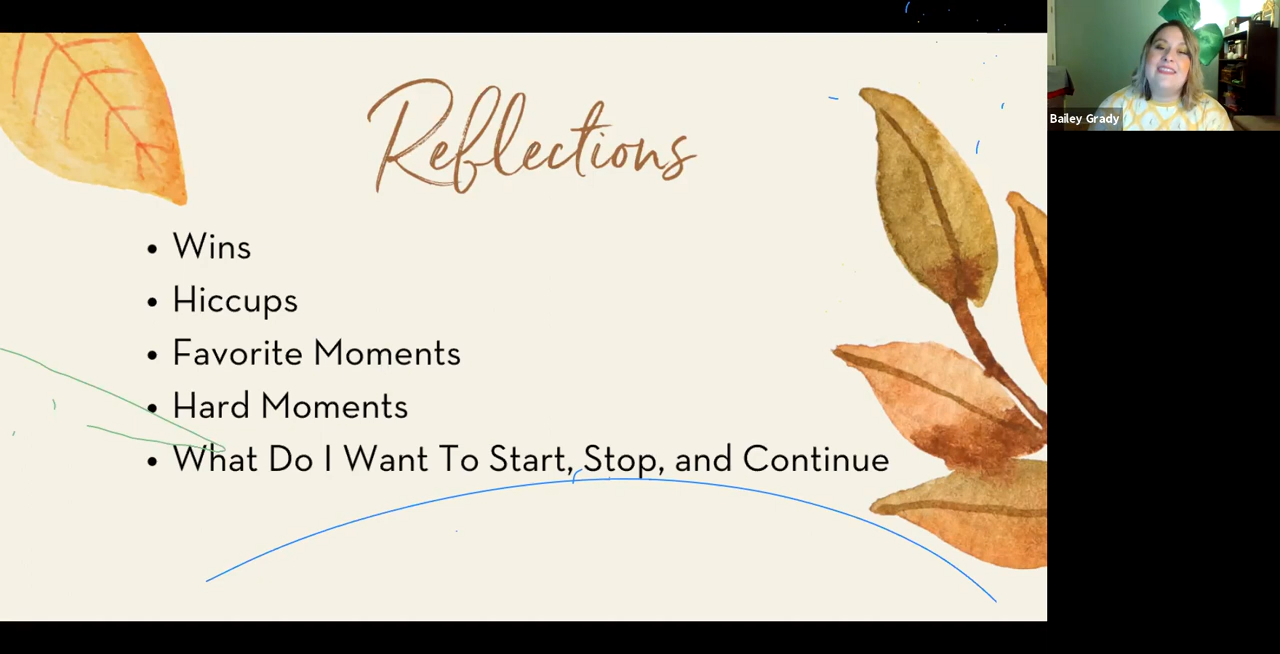 Reflections
• Wins
• Hiccups
• Favorite Moments
• Hard Moments
• What Do I Want To Start, Stop, and Continue
Bailey Grady